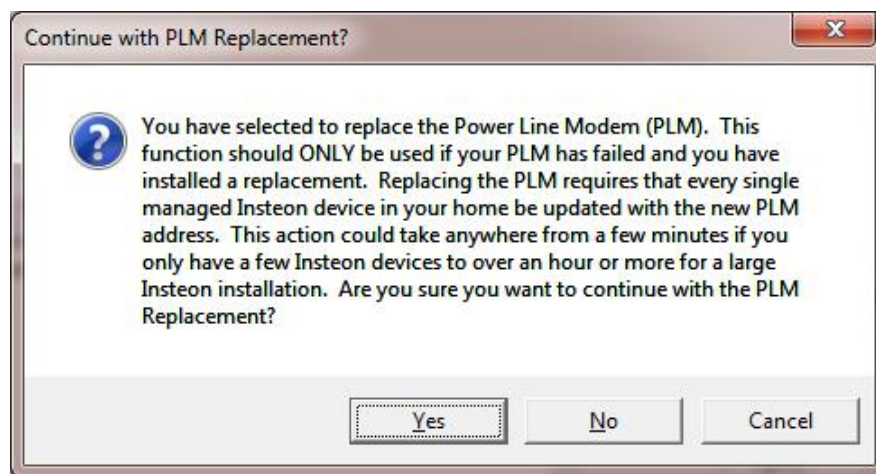 Continue with PLM Replacement?
You have selected to replace the Power Line Modem (PLM).  This
function should ONLY be used if your PLM has failed and you have
installed a replacement.  Replacing the PLM requires that every single
managed Insteon device in your home be updated with the new PLM
address.  This action could take anywhere from a few minutes if you
only have a few Insteon devices to over an hour or more for a large
Insteon installation.  Are you sure you want to continue with the PLM
Replacement?
Yes No Cancel